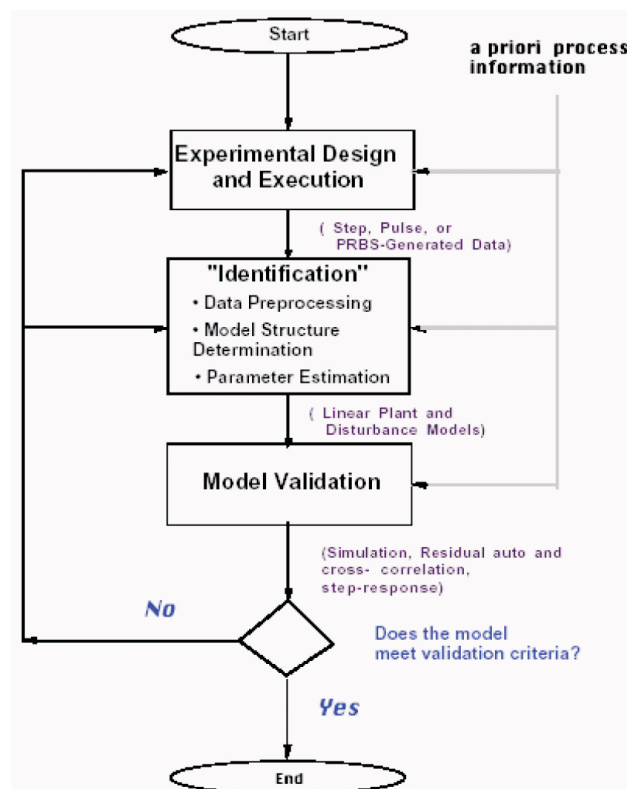 Start
a priori process
information
Experimental Design
and Execution
( Step, Pulse, or
PRBS-Generated Data)
"Identification"
• Data Preprocessing
• Model Structure
Determination
• Parameter Estimation
( Linear Plant and
Disturbance Models)
Model Validation
(Simulation, Residual auto and
cross- correlation,
step-response)
No
Does the model
meet validation criteria?
Yes
End